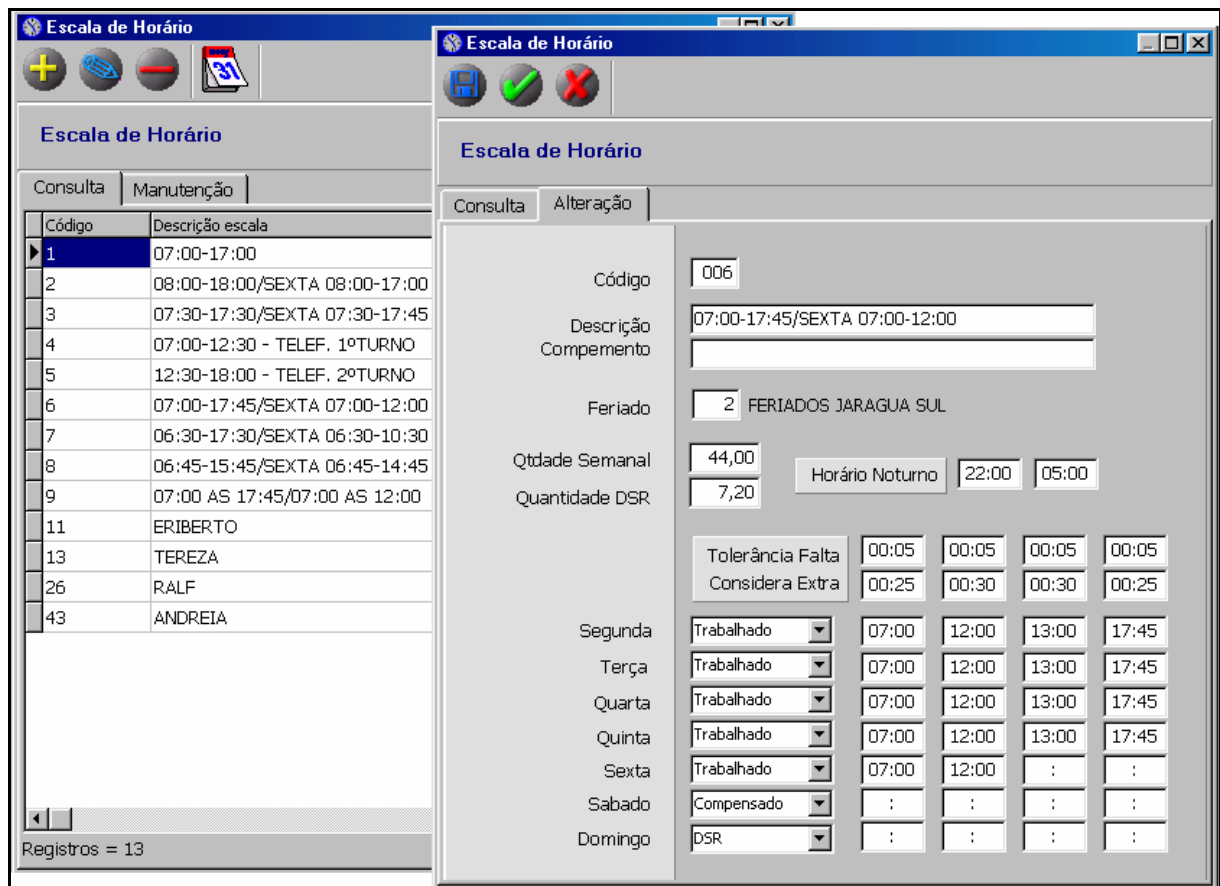 Escala de Horário
31
Escala de Horário
Consulta Manutenção
Código Descrição escala
1 07:00-17:00
2 08:00-18:00/SEXTA 08:00-17:00
3 07:30-17:30/SEXTA 07:30-17:45
4 07:00-12:30 - TELEF. 1ºTURNO
5 12:30-18:00 - TELEF. 2ºTURNO
6 07:00-17:45/SEXTA 07:00-12:00
7 06:30-17:30/SEXTA 06:30-10:30
8 06:45-15:45/SEXTA 06:45-14:45
9 07:00 AS 17:45/07:00 AS 12:00
11 ERIBERTO
13 TEREZA
26 RALF
43 ANDREIA
Registros = 13
Escala de Horário
Escala de Horário
Consulta Alteração
Código 006
Descrição 07:00-17:45/SEXTA 07:00-12:00
Compemento
Feriado 2 FERIADOS JARAGUA SUL
Qtdade Semanal 44,00 Horário Noturno 22:00 05:00
Quantidade DSR 7,20
Tolerância Falta 00:05 00:05 00:05 00:05
Considera Extra 00:25 00:30 00:30 00:25
Segunda Trabalhado 07:00 12:00 13:00 17:45
Terça Trabalhado 07:00 12:00 13:00 17:45
Quarta Trabalhado 07:00 12:00 13:00 17:45
Quinta Trabalhado 07:00 12:00 13:00 17:45
Sexta Trabalhado 07:00 12:00 : :
Sabado Compensado : : : :
Domingo DSR : : : :